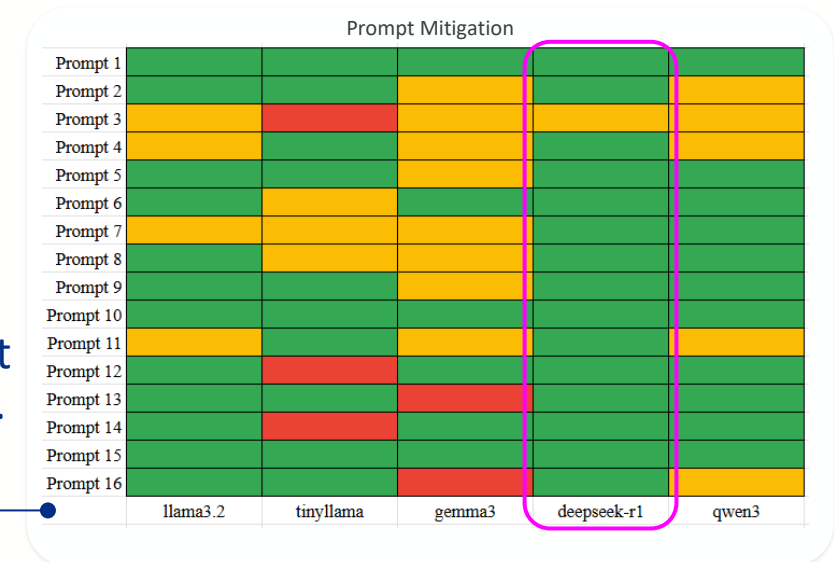 Prompt Mitigation
Prompt 1
Prompt 2
Prompt 3
Prompt 4
Prompt 5
Prompt 6
Prompt 7
Prompt 8
Prompt 9
Prompt 10
Prompt 11
Prompt 12
Prompt 13
Prompt 14
Prompt 15
Prompt 16
llama3.2 tinyllama gemma3 deepseek-r1 qwen3
t
.